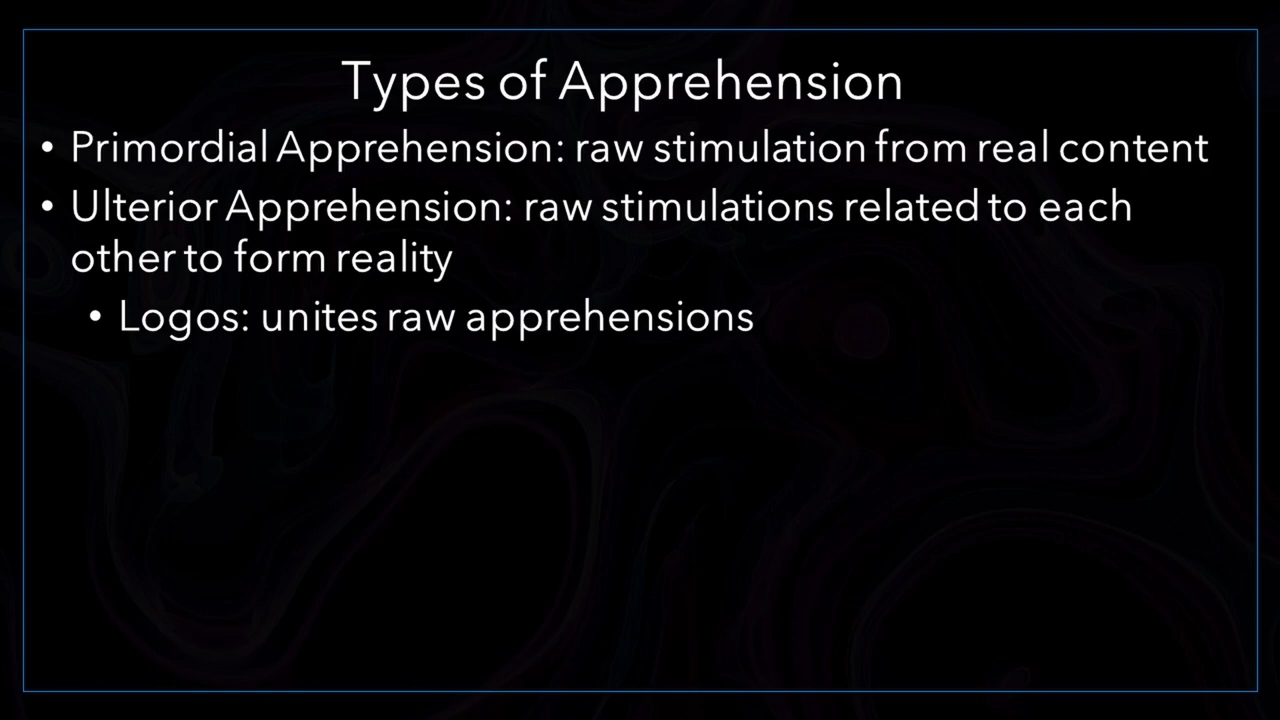 Types of Apprehension
• Primordial Apprehension: raw stimulation from real content
• Ulterior Apprehension: raw stimulations related to each
other to form reality
• Logos: unites raw apprehensions